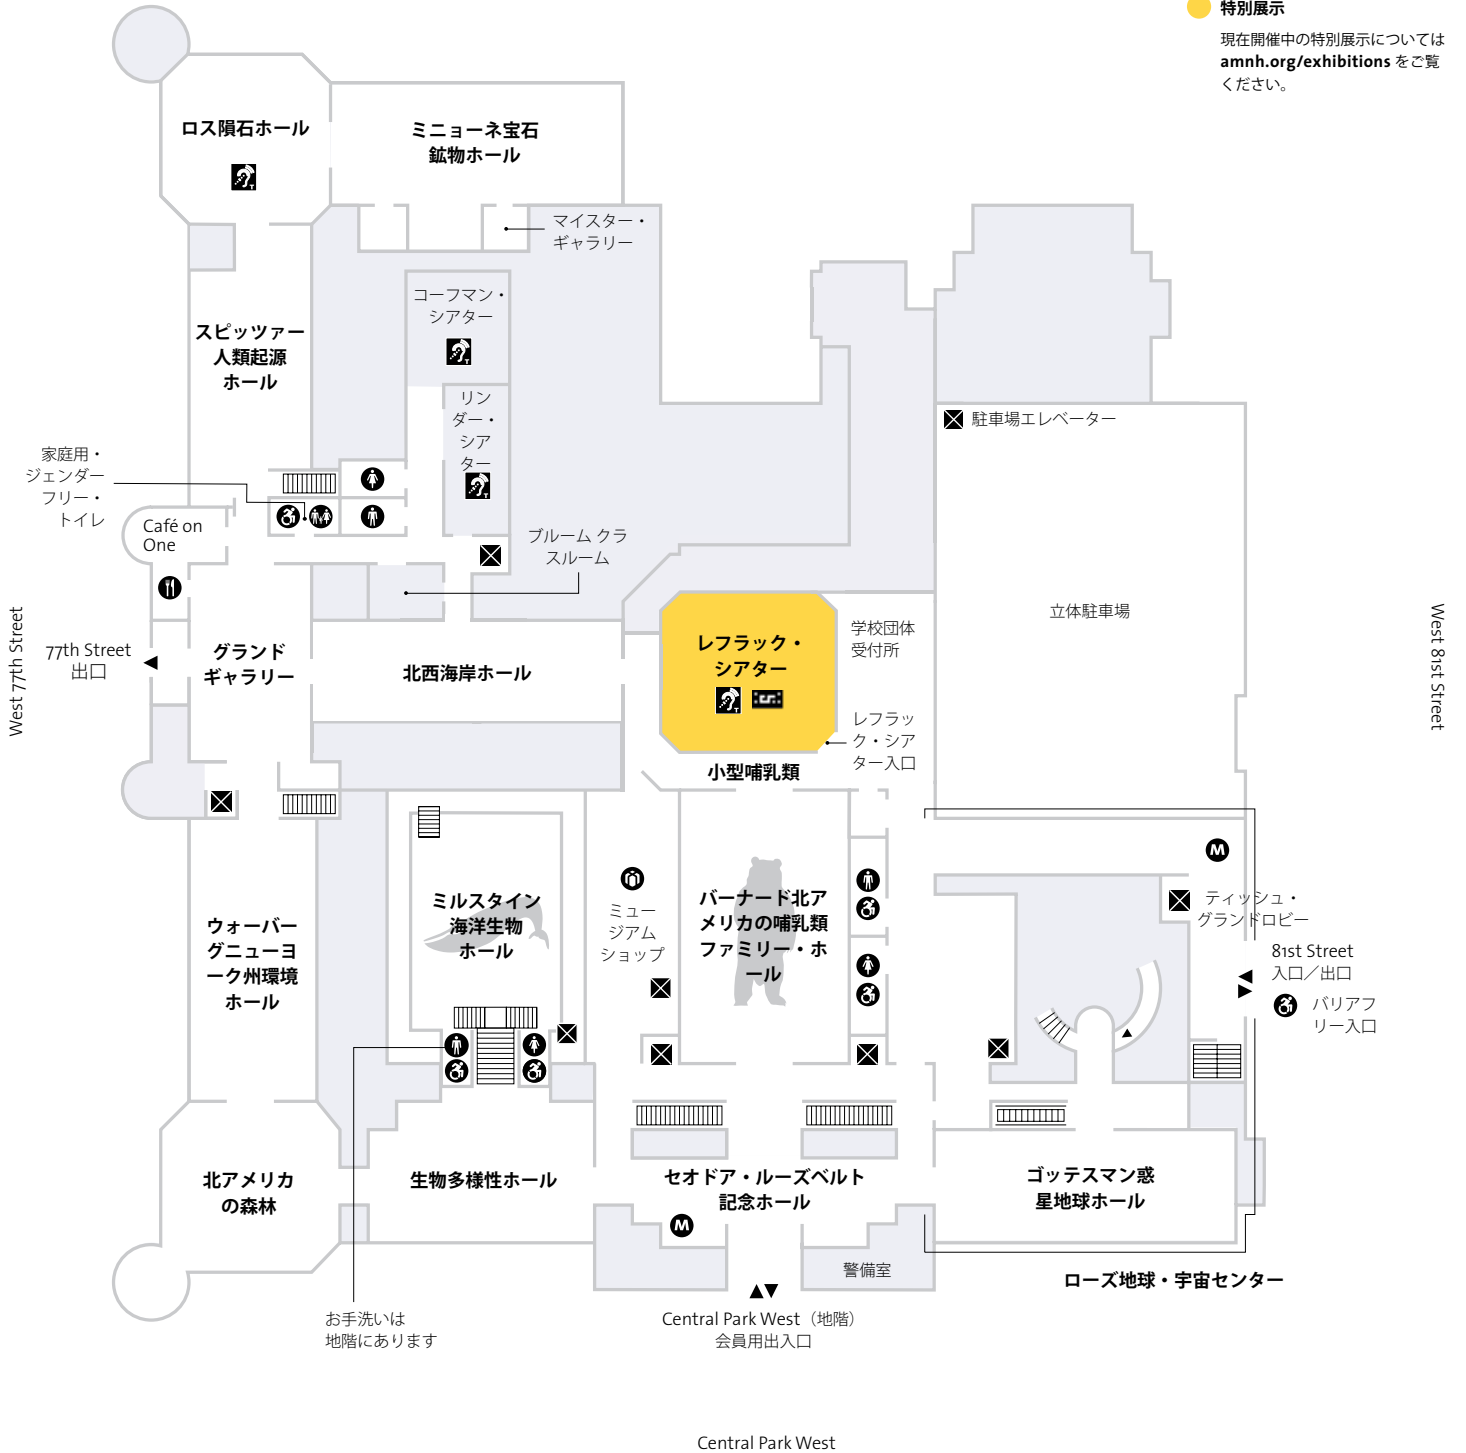 特別展示
現在開催中の特別展示については
amnh.org/exhibitions をご覧
ください。
ロス隕石ホール
ミニョーネ宝石
鉱物ホール
マイスター・
ギャラリー
コーフマン・
シアター
スピッツァー
人類起源
ホール
リン
ダー・
シア
ター
駐車場エレベーター
家庭用・
ジェンダー
フリー・
トイレ
Café on
One
ブルーム クラ
スルーム
立体駐車場
West 77th Street
77th Street
出口
グランド
ギャラリー
北西海岸ホール
レフラック・
シアター
学校団体
受付所
West 81st Street
レフラッ
ク・シア
ター入口
小型哺乳類
M
ミルスタイン
海洋生物
ホール
ミュー
ジアム
ショップ
バーナード北ア
メリカの哺乳類
ファミリー・ホ
ール
ティッシュ・
グランドロビー
ウォーバー
グニューヨ
ーク州環境
ホール
81st Street
入口／出口
バリアフ
リー入口
北アメリカ
の森林
生物多様性ホール
セオドア・ルーズベルト
記念ホール
M
ゴッテスマン惑
星地球ホール
警備室
ローズ地球・宇宙センター
お手洗いは
地階にあります
Central Park West（地階）
会員用出入口
Central Park West